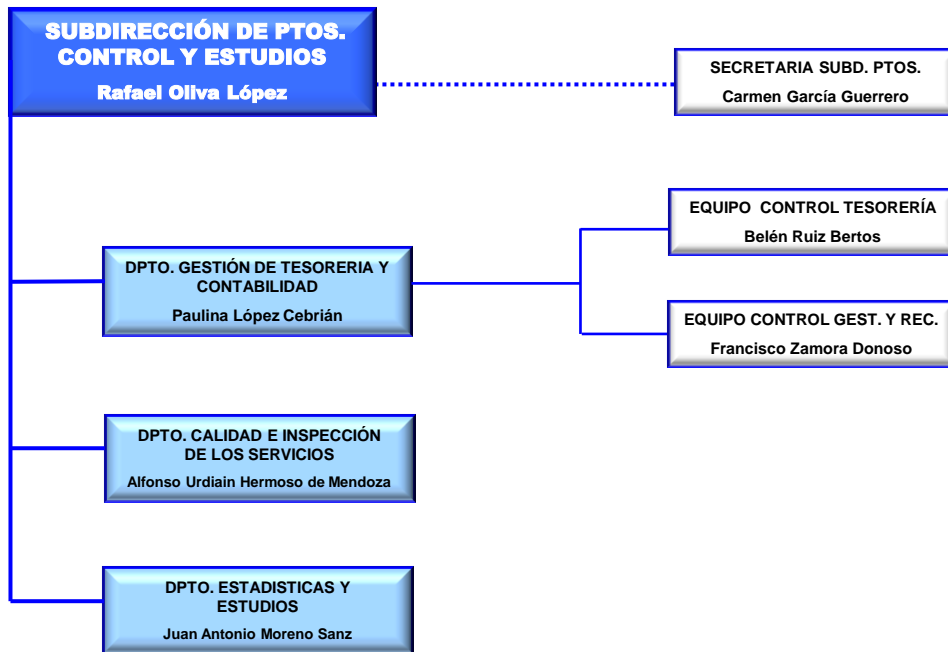 SUBDIRECCIÓN DE PTOS.
CONTROL Y ESTUDIOS
Rafael Oliva López
SECRETARIA SUBD. PTOS.
Carmen García Guerrero
EQUIPO CONTROL TESORERÍA
Belén Ruiz Bertos
DPTO. GESTIÓN DE TESORERIA Y
CONTABILIDAD
Paulina López Cebrián
EQUIPO CONTROL GEST. Y REC.
Francisco Zamora Donoso
DPTO. CALIDAD E INSPECCIÓN
DE LOS SERVICIOS
Alfonso Urdiain Hermoso de Mendoza
DPTO. ESTADISTICAS Y
ESTUDIOS
Juan Antonio Moreno Sanz